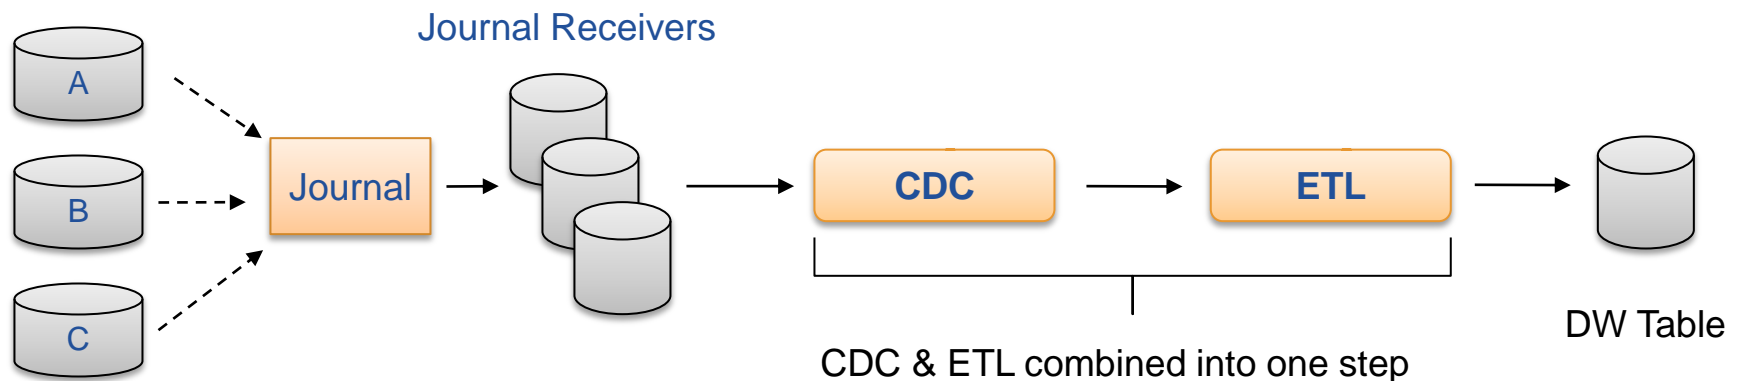 Journal Receivers
A
B
C
Journal
CDC
ETL
DW Table
CDC & ETL combined into one step